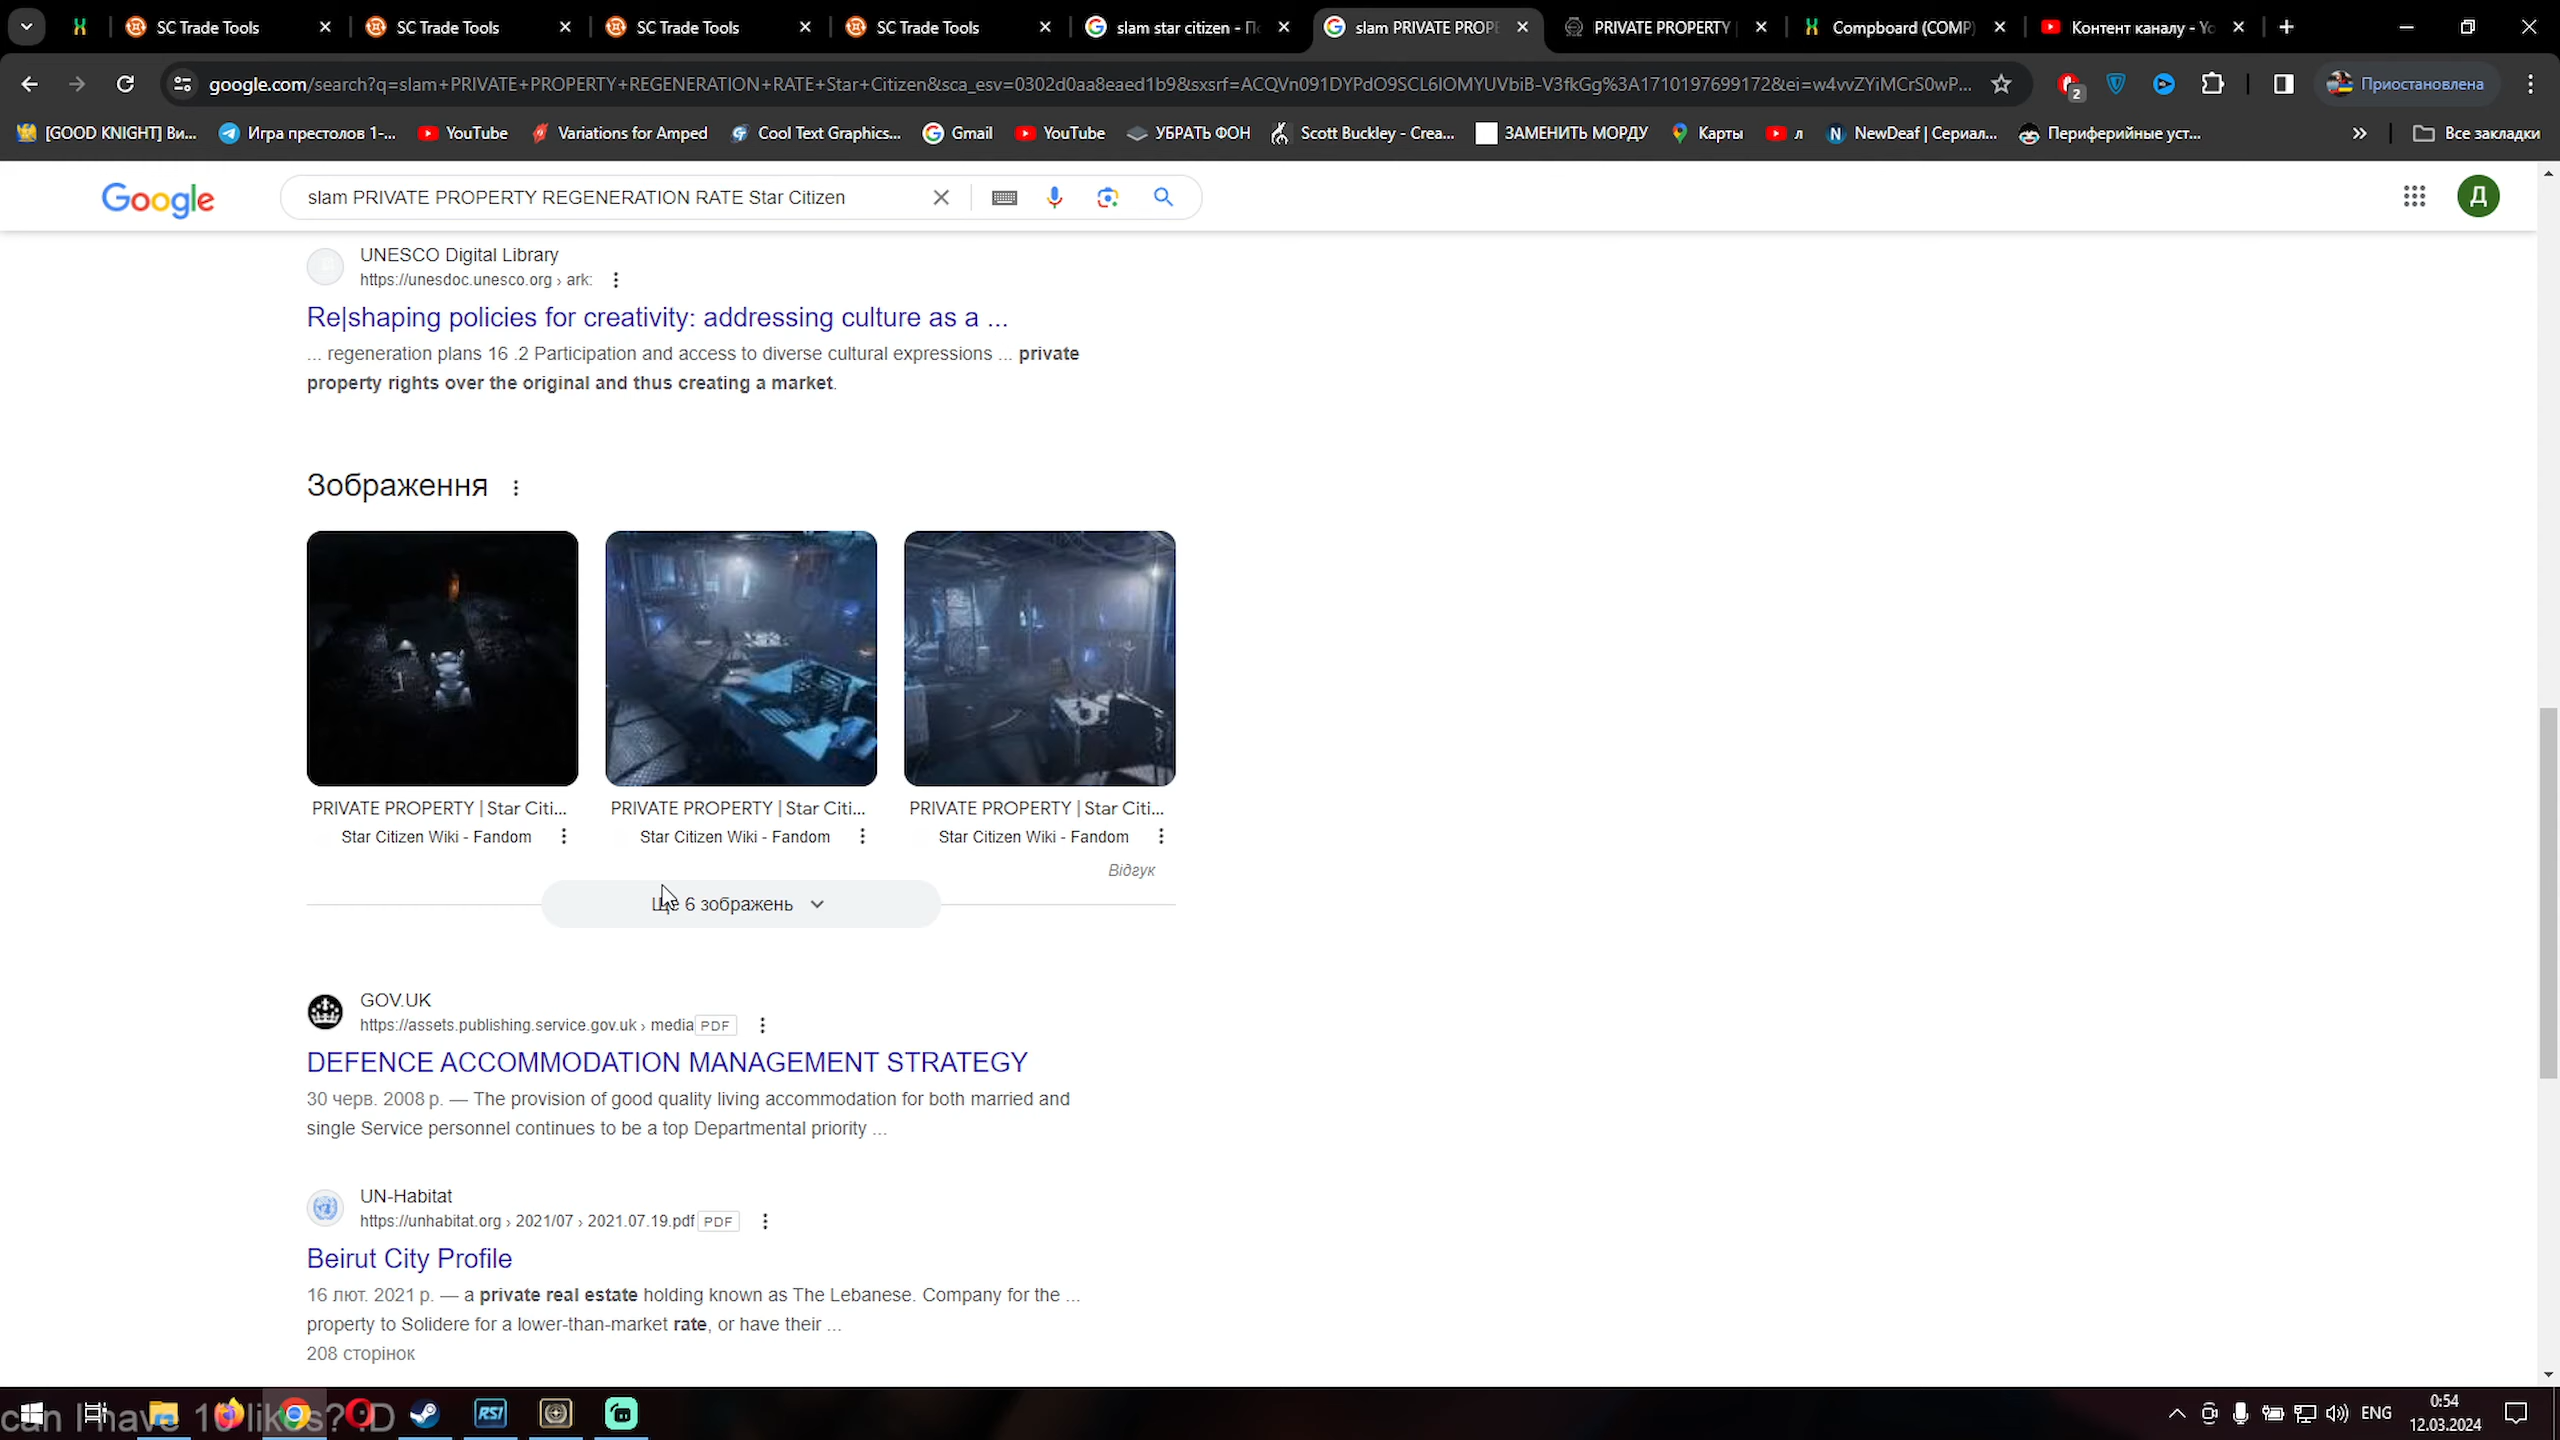 SC Trade Tools
SC Trade Tools
SC Trade Tools
SC Trade Tools
slam star citizen - По
slam PRIVATE PROPE
PRIVATE PROPERTY |
Compboard (COMP)
Контент каналу - Yo
google.com/search?q=slam+PRIVATE+PROPERTY+REGENERATION+RATE+Star+Citizen&sca_esv=0302d0aa8eaed1b9&sxsrf=ACQVn091DYPdO9SCL6IOMYUVbiB-V3fkGg%3A1710197699172&ei=w4vvZYiMCrS0wP...
2
Приостановлена
[GOOD KNIGHT] Ви...
Игра престолов 1-...
YouTube
Variations for Amped
Cool Text Graphics...
Gmail
YouTube
УБРАТЬ ФОН
Scott Buckley - Crea...
ЗАМЕНИТЬ МОРДУ
Карты
л
NewDeaf | Сериал...
Периферийные уст...
»
Все закладки
Google
slam PRIVATE PROPERTY REGENERATION RATE Star Citizen
Д
UNESCO Digital Library
https://unesdoc.unesco.org › ark:
Re|shaping policies for creativity: addressing culture as a ...
... regeneration plans 16 .2 Participation and access to diverse cultural expressions ... private
property rights over the original and thus creating a market.
Зображення
PRIVATE PROPERTY | Star Citi...
Star Citizen Wiki - Fandom
PRIVATE PROPERTY | Star Citi...
Star Citizen Wiki - Fandom
PRIVATE PROPERTY | Star Citi...
Star Citizen Wiki - Fandom
Відгук
Ще 6 зображень
GOV.UK
https://assets.publishing.service.gov.uk › media PDF
DEFENCE ACCOMMODATION MANAGEMENT STRATEGY
30 черв. 2008 р. — The provision of good quality living accommodation for both married and
single Service personnel continues to be a top Departmental priority ...
UN-Habitat
https://unhabitat.org › 2021/07 › 2021.07.19.pdf PDF
Beirut City Profile
16 лют. 2021 р. — a private real estate holding known as The Lebanese. Company for the ...
property to Solidere for a lower-than-market rate, or have their ...
208 сторінок
can I have 10 likes? :D
RSI
ENG
0:54
12.03.2024